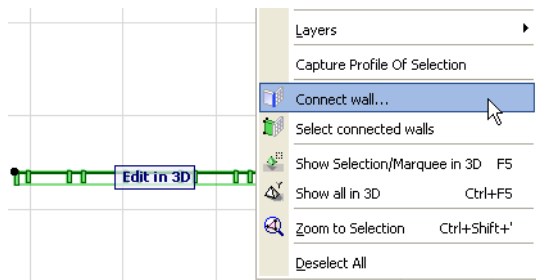 Layers
Capture Profile Of Selection
Connect wall...
Select connected walls
Edit in 3D
Show Selection/Marquee in 3D F5
Show all in 3D Ctrl+F5
Zoom to Selection Ctrl+Shift+'
Deselect All